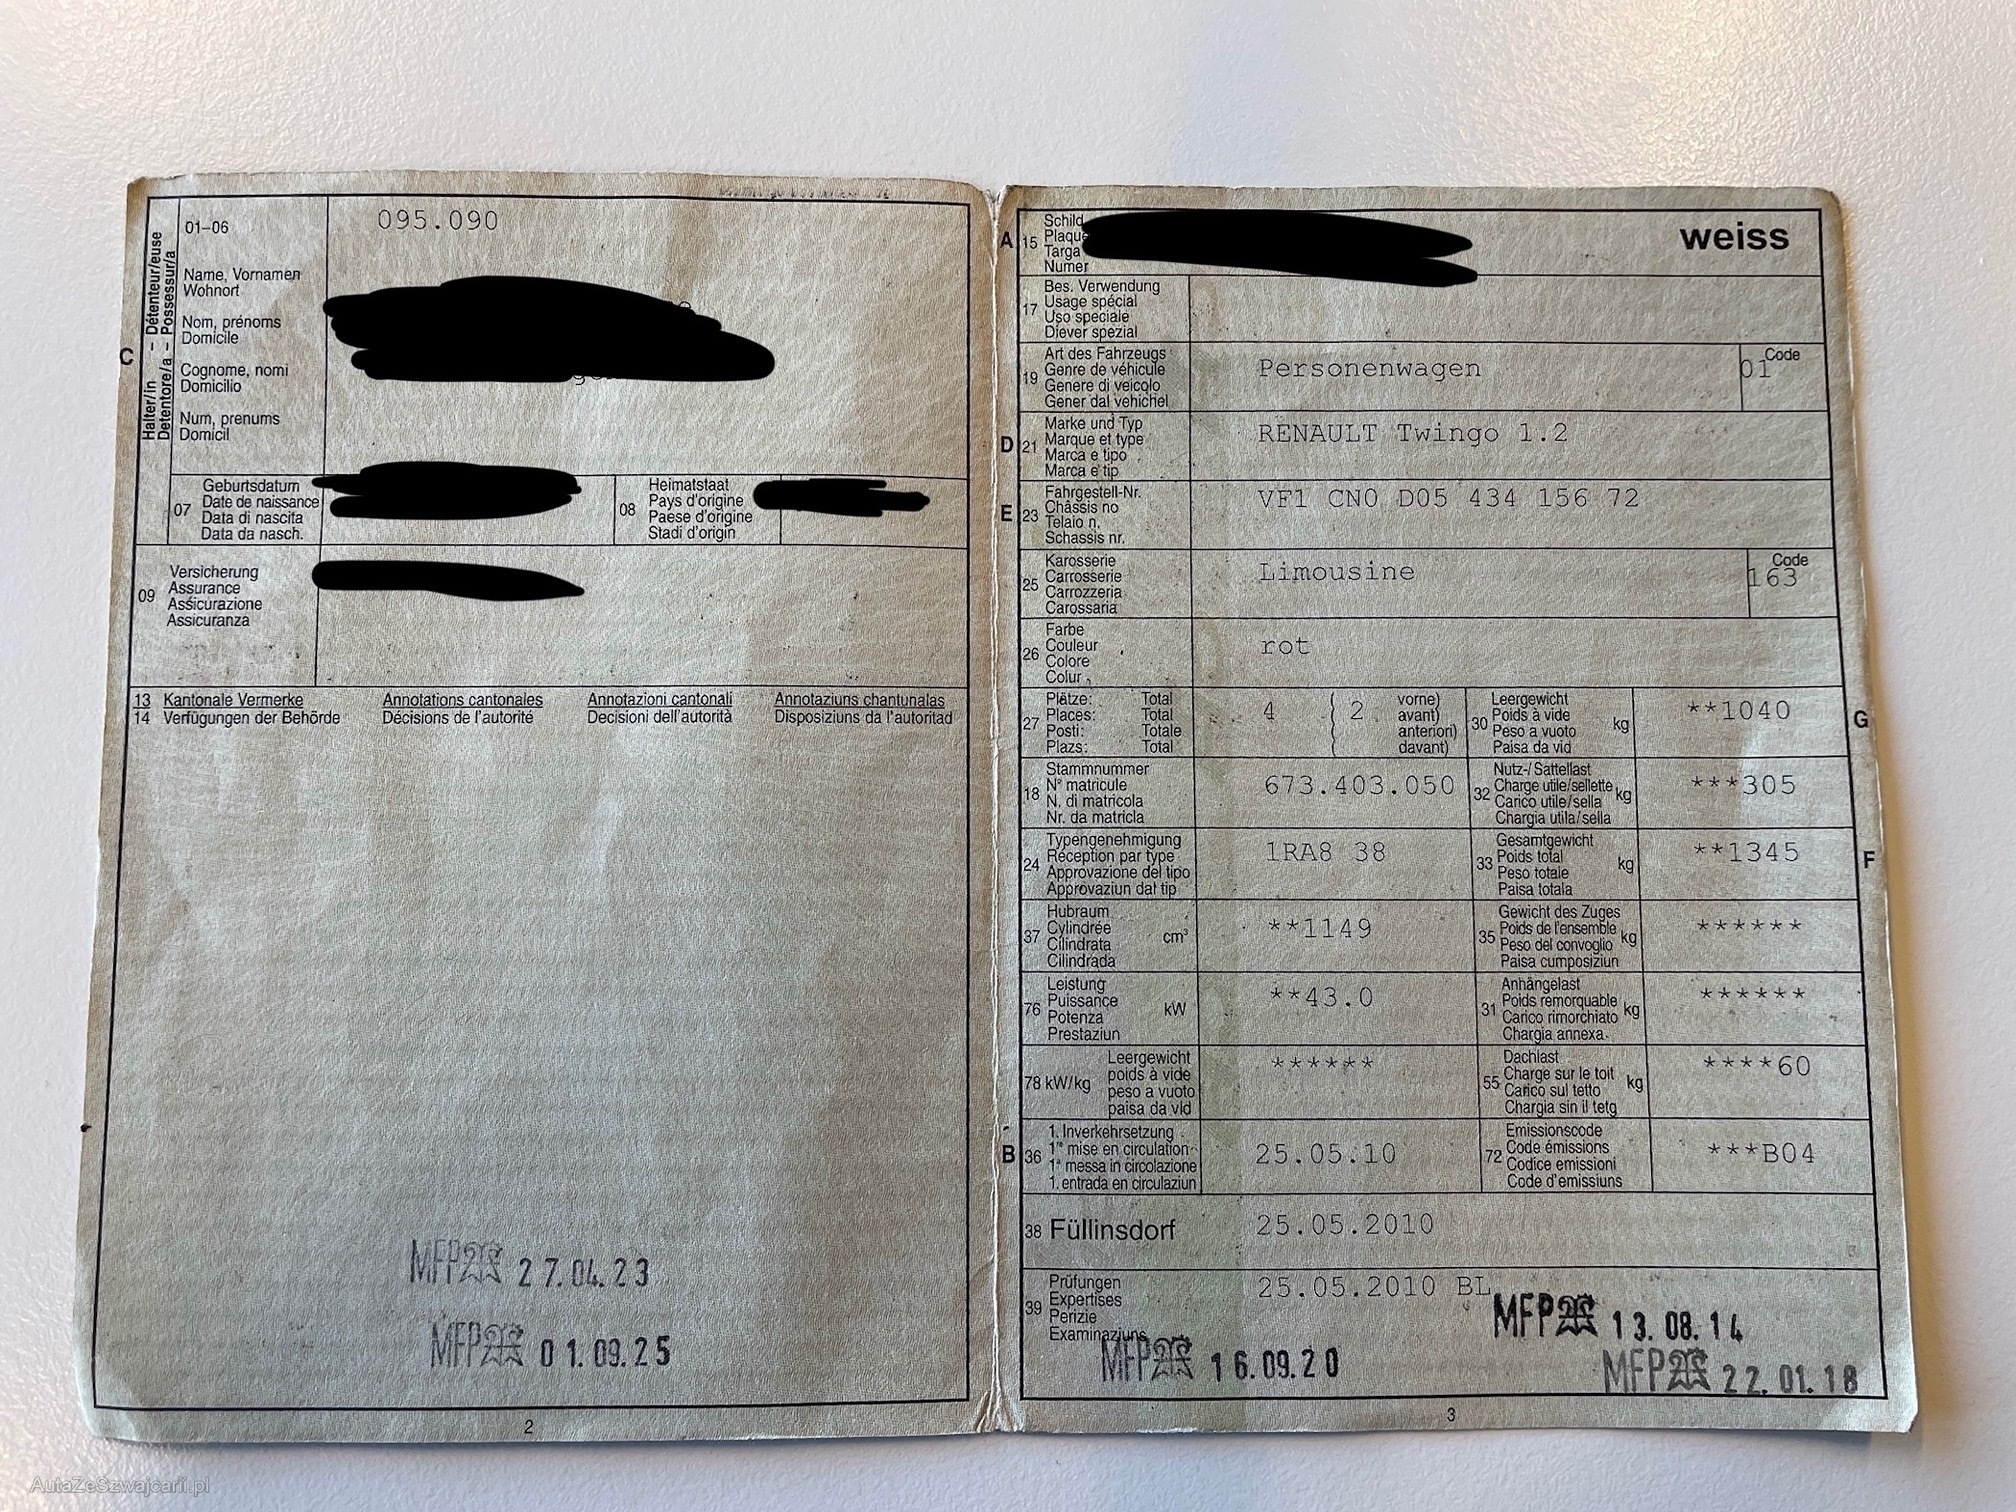 01-06
095.090
Halter/in - Détenteur/euse
Detentore/a - Possessur/a
C
Name, Vornamen
Wohnort
Nom, prénoms
Domicile
Cognome, nomi
Domicilio
Num, prenums
Domicil
07
Geburtsdatum
Date de naissance
Data di nascita
Data da nasch.
08
Heimatstaat
Pays d'origine
Paese d'origine
Stadi d'origin
09
Versicherung
Assurance
Assicurazione
Assicuranza
13 Kantonale Vermerke Annotations cantonales Annotazioni cantonali Annotaziuns chantunalas
14 Verfügungen der Behörde Décisions de l'autorité Decisioni dell'autorità Disposiziuns da l'autoritad
MFP 27.04.23
MFP 01.09.25
2
A 15
Schild
Plaque
Targa
Numer
weiss
17
Bes. Verwendung
Usage spécial
Uso speciale
Diever spezial
19
Art des Fahrzeugs
Genre de véhicule
Genere di veicolo
Gener dal vehichel
Personenwagen
Code
01
D 21
Marke und Typ
Marque et type
Marca e tipo
Marca e tip
RENAULT Twingo 1.2
E 23
Fahrgestell-Nr.
Châssis no
Telaio n.
Schassis nr.
VF1 CN0 D05 434 156 72
25
Karosserie
Carrosserie
Carrozzeria
Carossaria
Limousine
Code
163
26
Farbe
Couleur
Colore
Colur
rot
27
Plätze: Total
Places: Total
Posti: Totale
Plazs: Total
4 ( 2 vorne)
avant)
anteriori)
davant)
30
Leergewicht
Poids à vide kg
Peso a vuoto
Paisa da vid
**1040
G
18
Stammnummer
N° matricule
N. di matricola
Nr. da matricla
673.403.050
32
Nutz-/Sattellast
Charge utile/sellette kg
Carico utile/sella
Chargia utila/sella
***305
24
Typengenehmigung
Réception par type
Approvazione del tipo
Approvaziun dal tip
1RA8 38
33
Gesamtgewicht
Poids total kg
Peso totale
Paisa totala
**1345
F
37
Hubraum
Cylindrée cm³
Cilindrata
Cilindrada
**1149
35
Gewicht des Zuges
Poids de l'ensemble kg
Peso del convoglio
Paisa cumposiziun
******
76
Leistung
Puissance kW
Potenza
Prestaziun
**43.0
31
Anhängelast
Poids remorquable kg
Carico rimorchiato
Chargia annexa
******
78 kW/kg
Leergewicht
poids à vide
peso a vuoto
paisa da vid
******
55
Dachlast
Charge sur le toit kg
Carico sul tetto
Chargia sin il tetg
****60
B 36
1. Inverkehrsetzung
1re mise en circulation
1a messa in circolazione
1. entrada en circulaziun
25.05.10
72
Emissionscode
Code émissions
Codice emissioni
Code d'emissiuns
***B04
38 Füllinsdorf 25.05.2010
39
Prüfungen
Expertises
Perizie
Examinaziuns
25.05.2010 BL
MFP 13.08.14
MFP 16.09.20
MFP 22.01.18
3
AutaZeSzwajcarii.pl